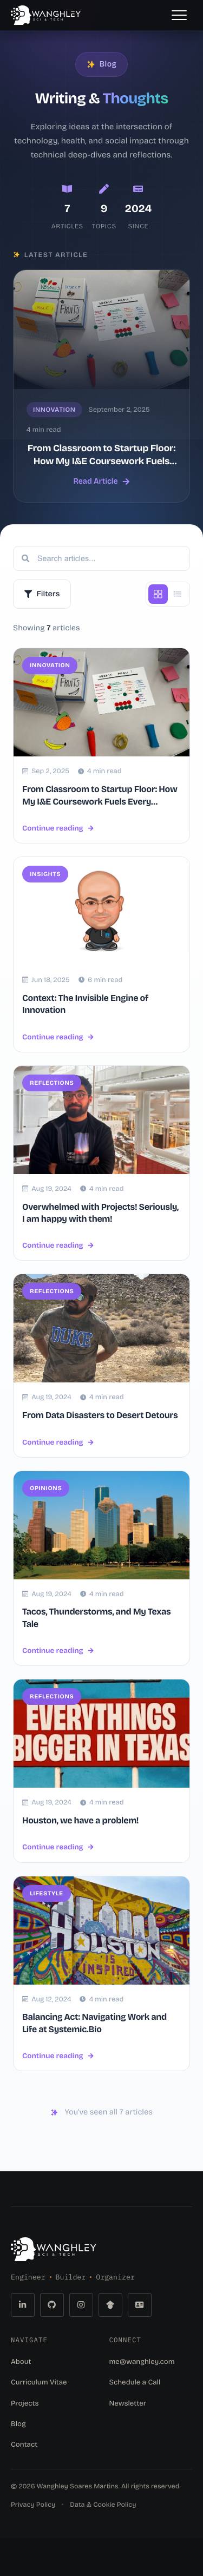 WANGHLEY
SCI & TECH
Blog
Writing & Thoughts
Exploring ideas at the intersection of
technology, health, and social impact through
technical deep-dives and reflections.
7
9
2024
ARTICLES
TOPICS
SINCE
LATEST ARTICLE
INNOVATION
September 2, 2025
4 min read
From Classroom to Startup Floor:
How My I&E Coursework Fuels...
Read Article
Search articles...
Filters
Showing 7 articles
INNOVATION
Sep 2, 2025
4 min read
From Classroom to Startup Floor: How
My I&E Coursework Fuels Every...
Continue reading
INSIGHTS
Jun 18, 2025
6 min read
Context: The Invisible Engine of
Innovation
Continue reading
REFLECTIONS
Aug 19, 2024
4 min read
Overwhelmed with Projects! Seriously,
I am happy with them!
Continue reading
REFLECTIONS
DUKE
Aug 19, 2024
4 min read
From Data Disasters to Desert Detours
Continue reading
OPINIONS
Aug 19, 2024
4 min read
Tacos, Thunderstorms, and My Texas
Tale
Continue reading
REFLECTIONS
EVERYTHINGS
BIGGER IN TEXAS
Aug 19, 2024
4 min read
Houston, we have a problem!
Continue reading
LIFESTYLE
Houston
INSPIRED
Aug 12, 2024
4 min read
Balancing Act: Navigating Work and
Life at Systemic.Bio
Continue reading
You've seen all 7 articles
WANGHLEY
SCI & TECH
Engineer • Builder • Organizer
NAVIGATE
About
Curriculum Vitae
Projects
Blog
Contact
CONNECT
me@wanghley.com
Schedule a Call
Newsletter
© 2026 Wanghley Soares Martins. All rights reserved.
Privacy Policy
Data & Cookie Policy